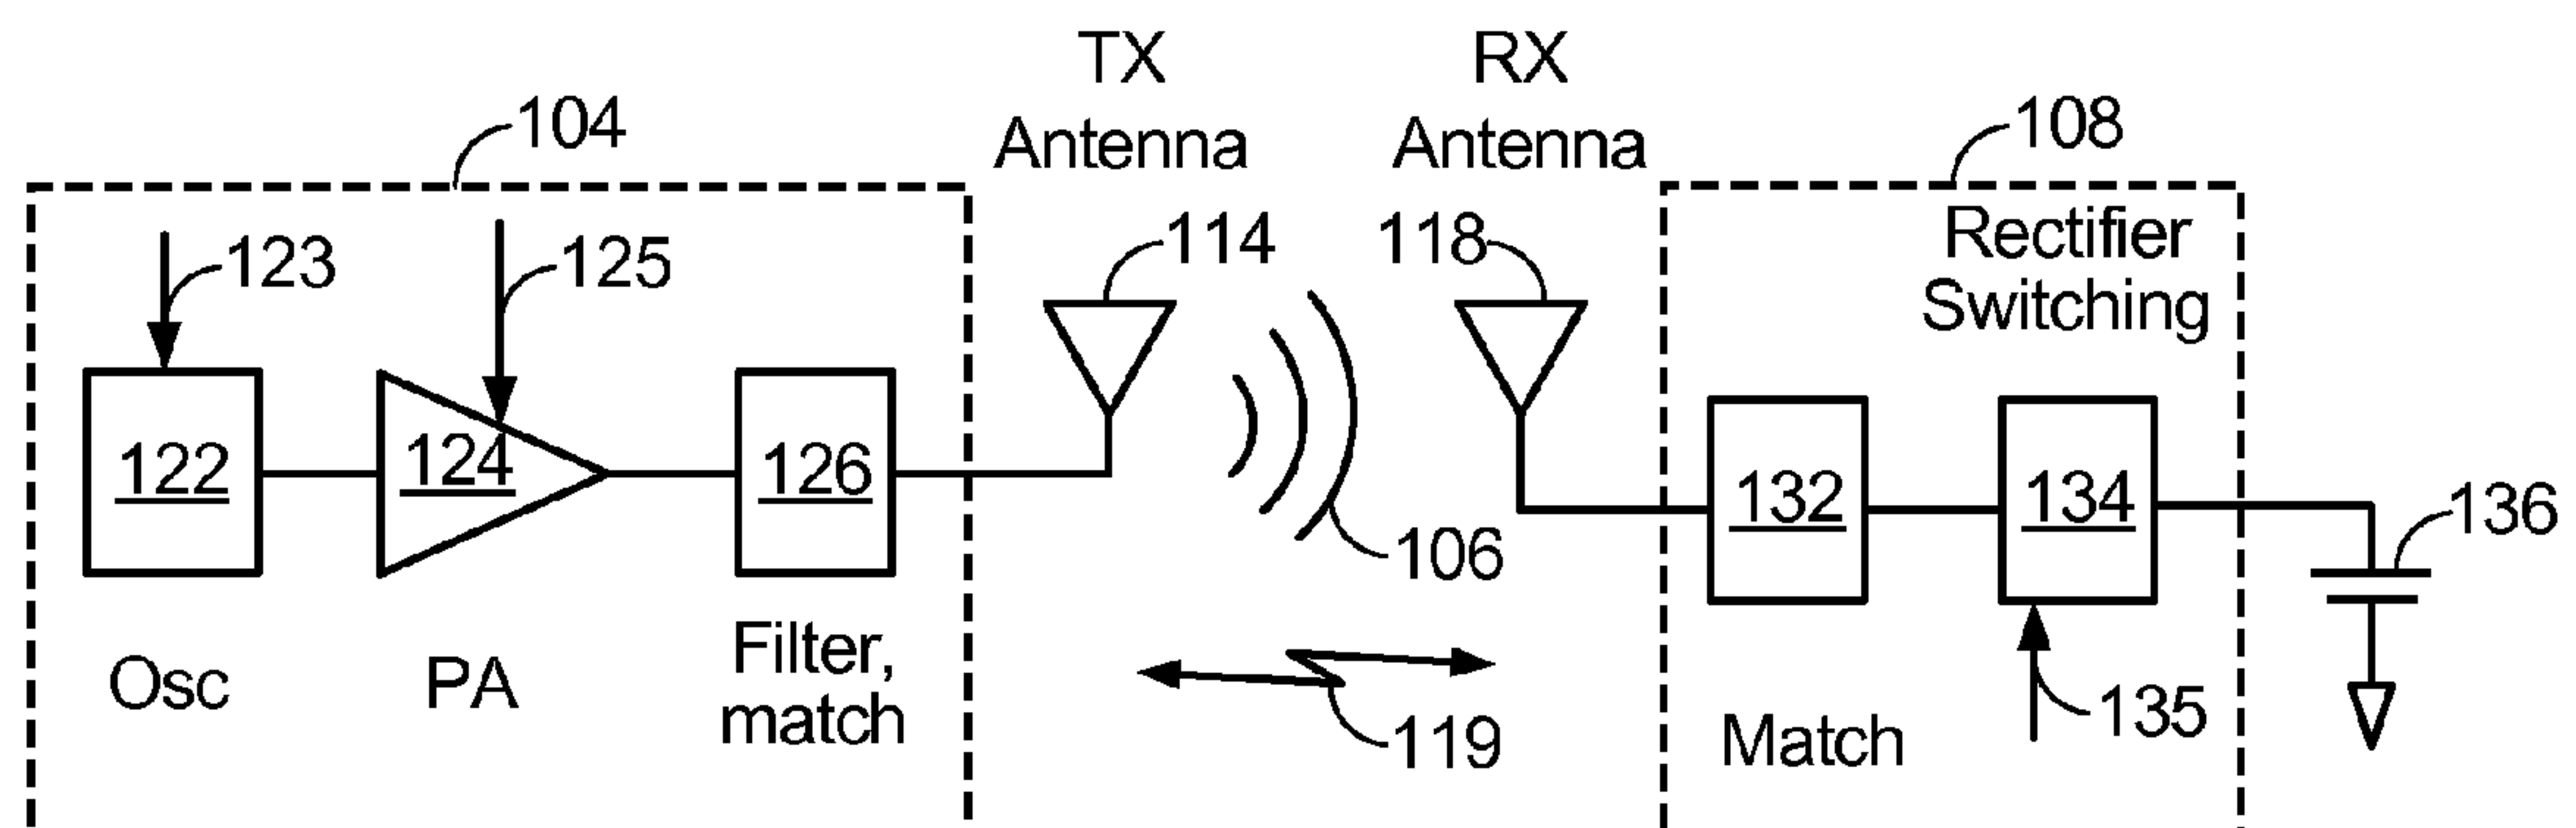 TX
Antenna
RX
Antenna
104
108
123
125
114
118
Rectifier
Switching
122
124
126
106
132
134
136
Osc
PA
Filter,
match
119
Match
135